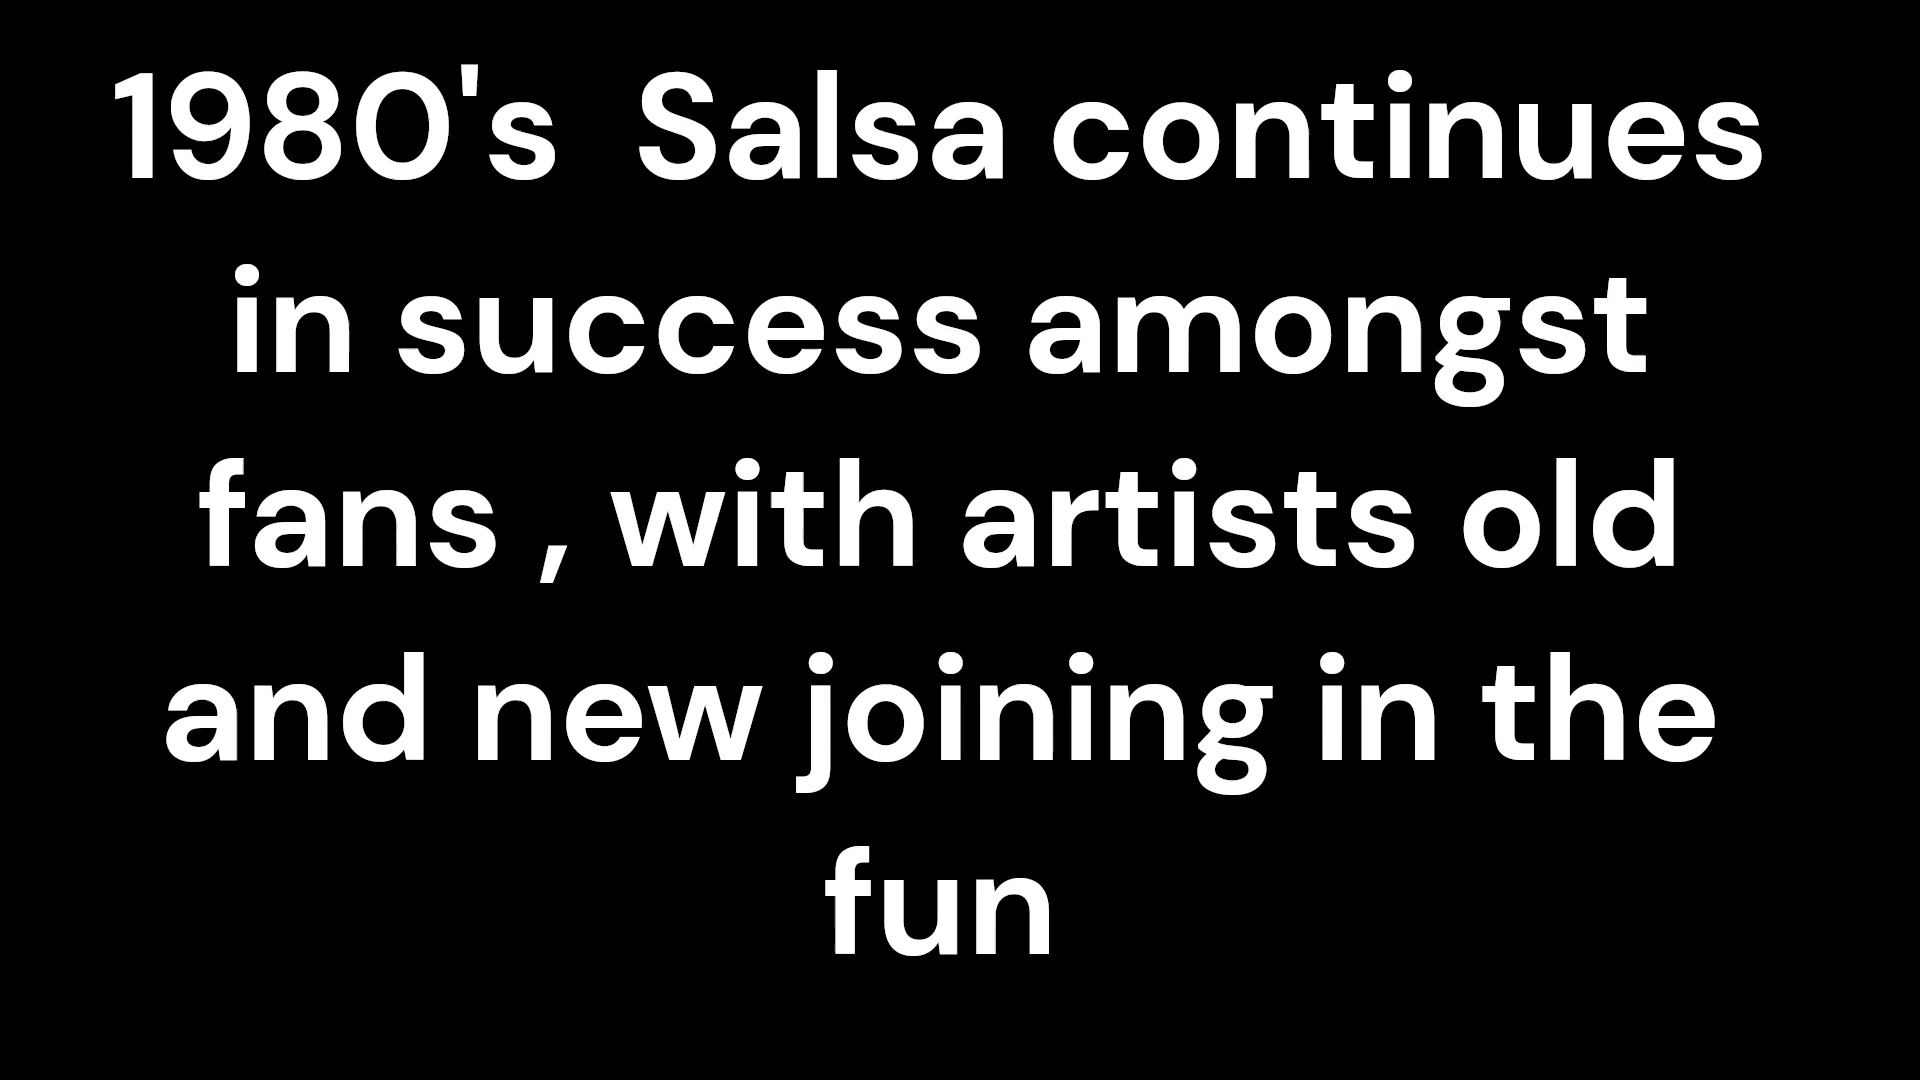 1980's  Salsa continues
in success amongst
fans , with artists old
and new joining in the
fun